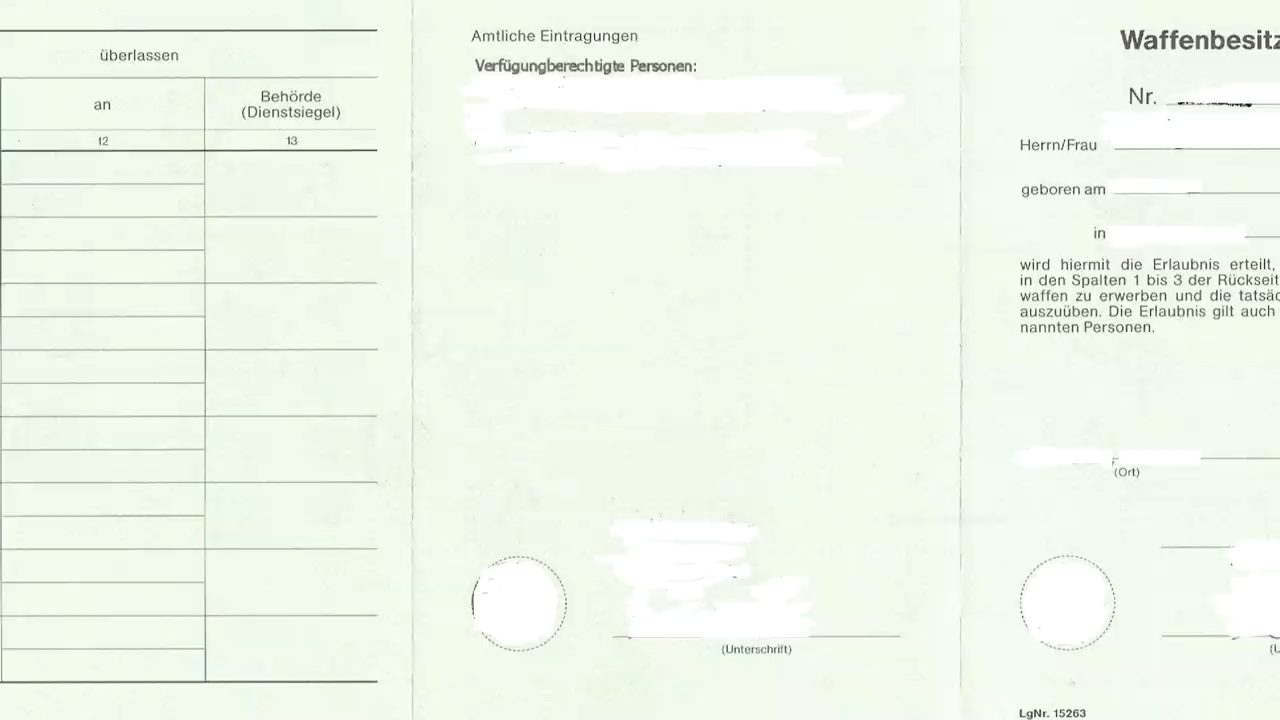 überlassen
an
Behörde
(Dienstsiegel)
12
13
Amtliche Eintragungen
Verfügungberechtigte Personen:
(Unterschrift)
Waffenbesitz
Nr.
Herrn/Frau
geboren am
in
wird hiermit die Erlaubnis erteilt,
in den Spalten 1 bis 3 der Rückseit
waffen zu erwerben und die tatsäc
auszuüben. Die Erlaubnis gilt auch
nannten Personen.
(Ort)
(U
LgNr. 15263